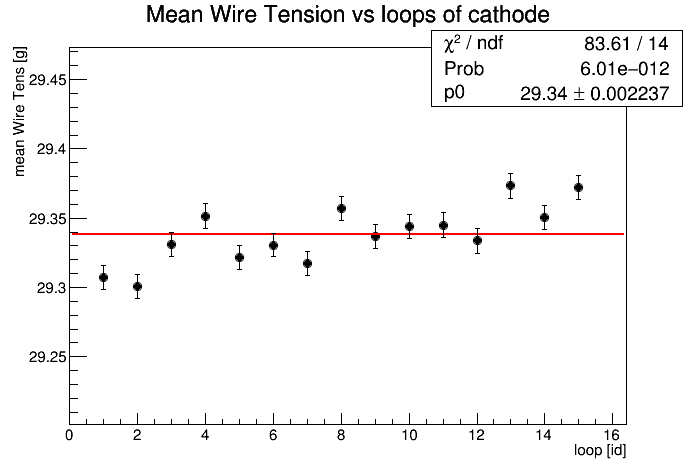 Mean Wire Tension vs loops of cathode
χ² / ndf 83.61 / 14
Prob 6.01e−012
p0 29.34 ± 0.002237
mean Wire Tens [g]
29.45
29.4
29.35
29.3
29.25
0 2 4 6 8 10 12 14 16
loop [id]